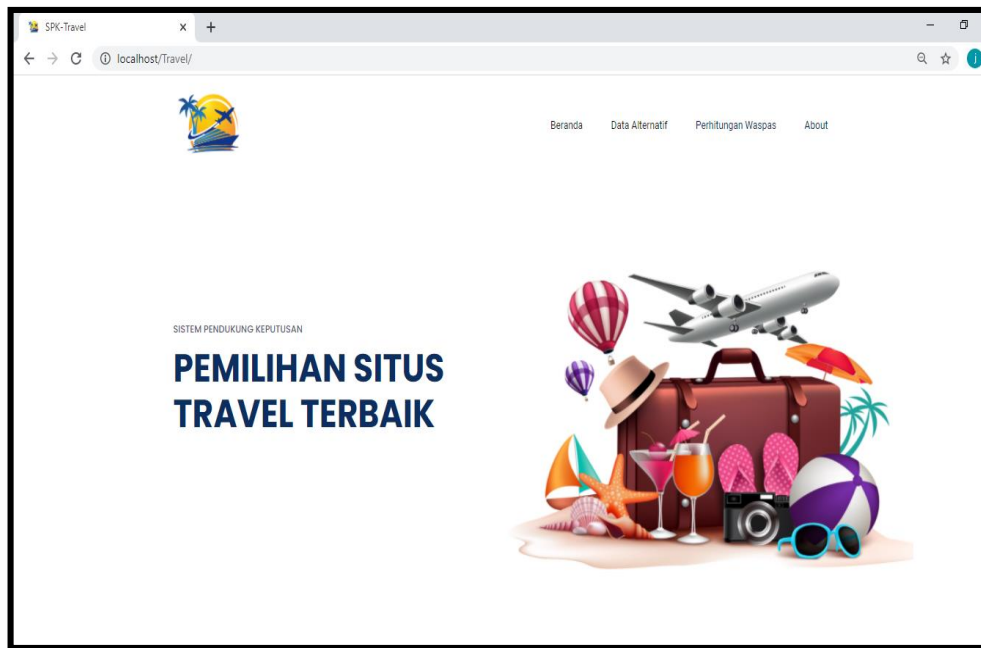 SPK-Travel
localhost/Travel/
j
Beranda Data Alternatif Perhitungan Waspas About
SISTEM PENDUKUNG KEPUTUSAN
PEMILIHAN SITUS
TRAVEL TERBAIK